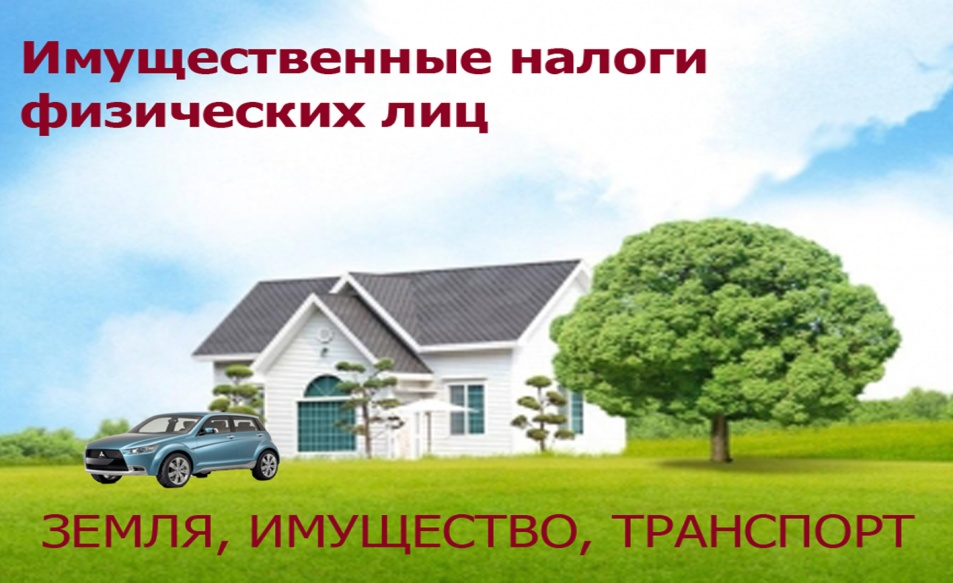 Имущественные налоги
физических лиц
ЗЕМЛЯ, ИМУЩЕСТВО, ТРАНСПОРТ